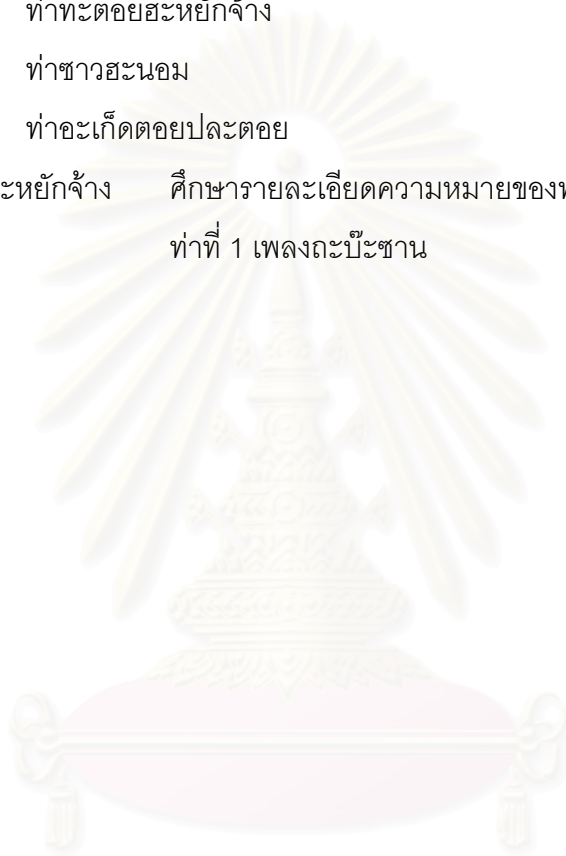 ท่าทะตอยฮะหยักจ้าง
ท่าซาวฮะนอม
ท่าอะเก็ดตอยปละตอย
ะหยักจ้าง ศึกษารายละเอียดความหมายของ
ท่าที่ 1 เพลงถะบ๊ะซาน